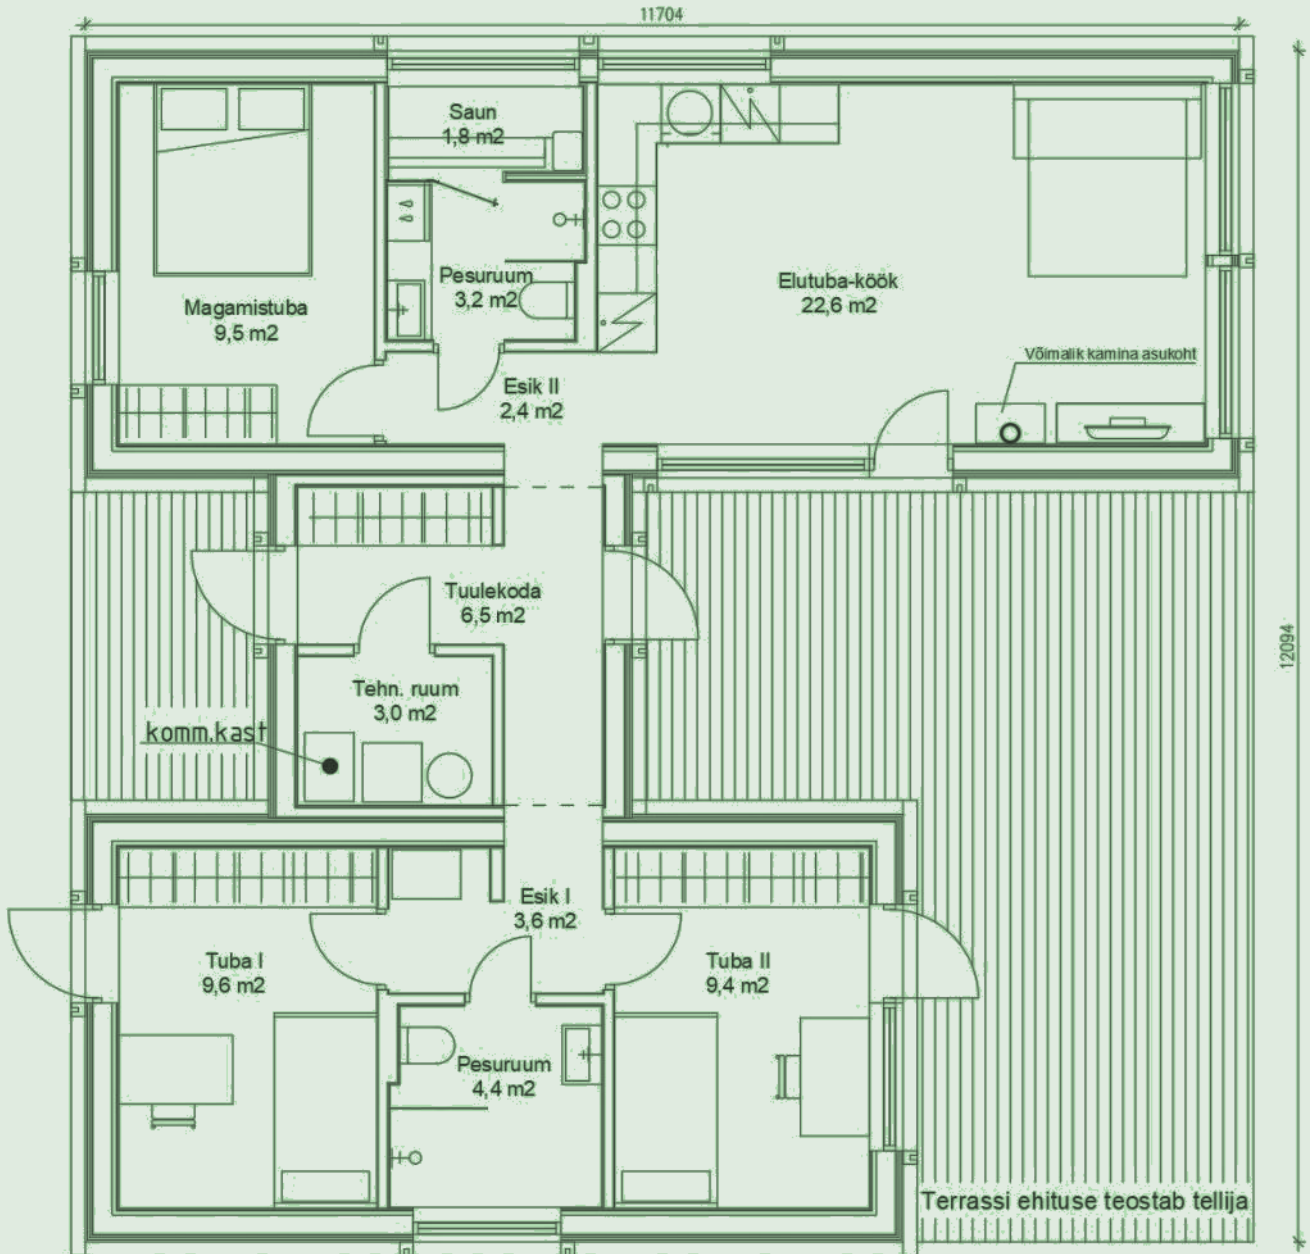 11704
Saun
1,8 m2
Pesuruum
3,2 m2
Magamistuba
9,5 m2
Elutuba-köök
22,6 m2
Võimalik kamina asukoht
Esik II
2,4 m2
Tuulekoda
6,5 m2
12094
Tehn. ruum
3,0 m2
komm.kast
Esik I
3,6 m2
Tuba I
9,6 m2
Tuba II
9,4 m2
Pesuruum
4,4 m2
Terrassi ehituse teostab tellija